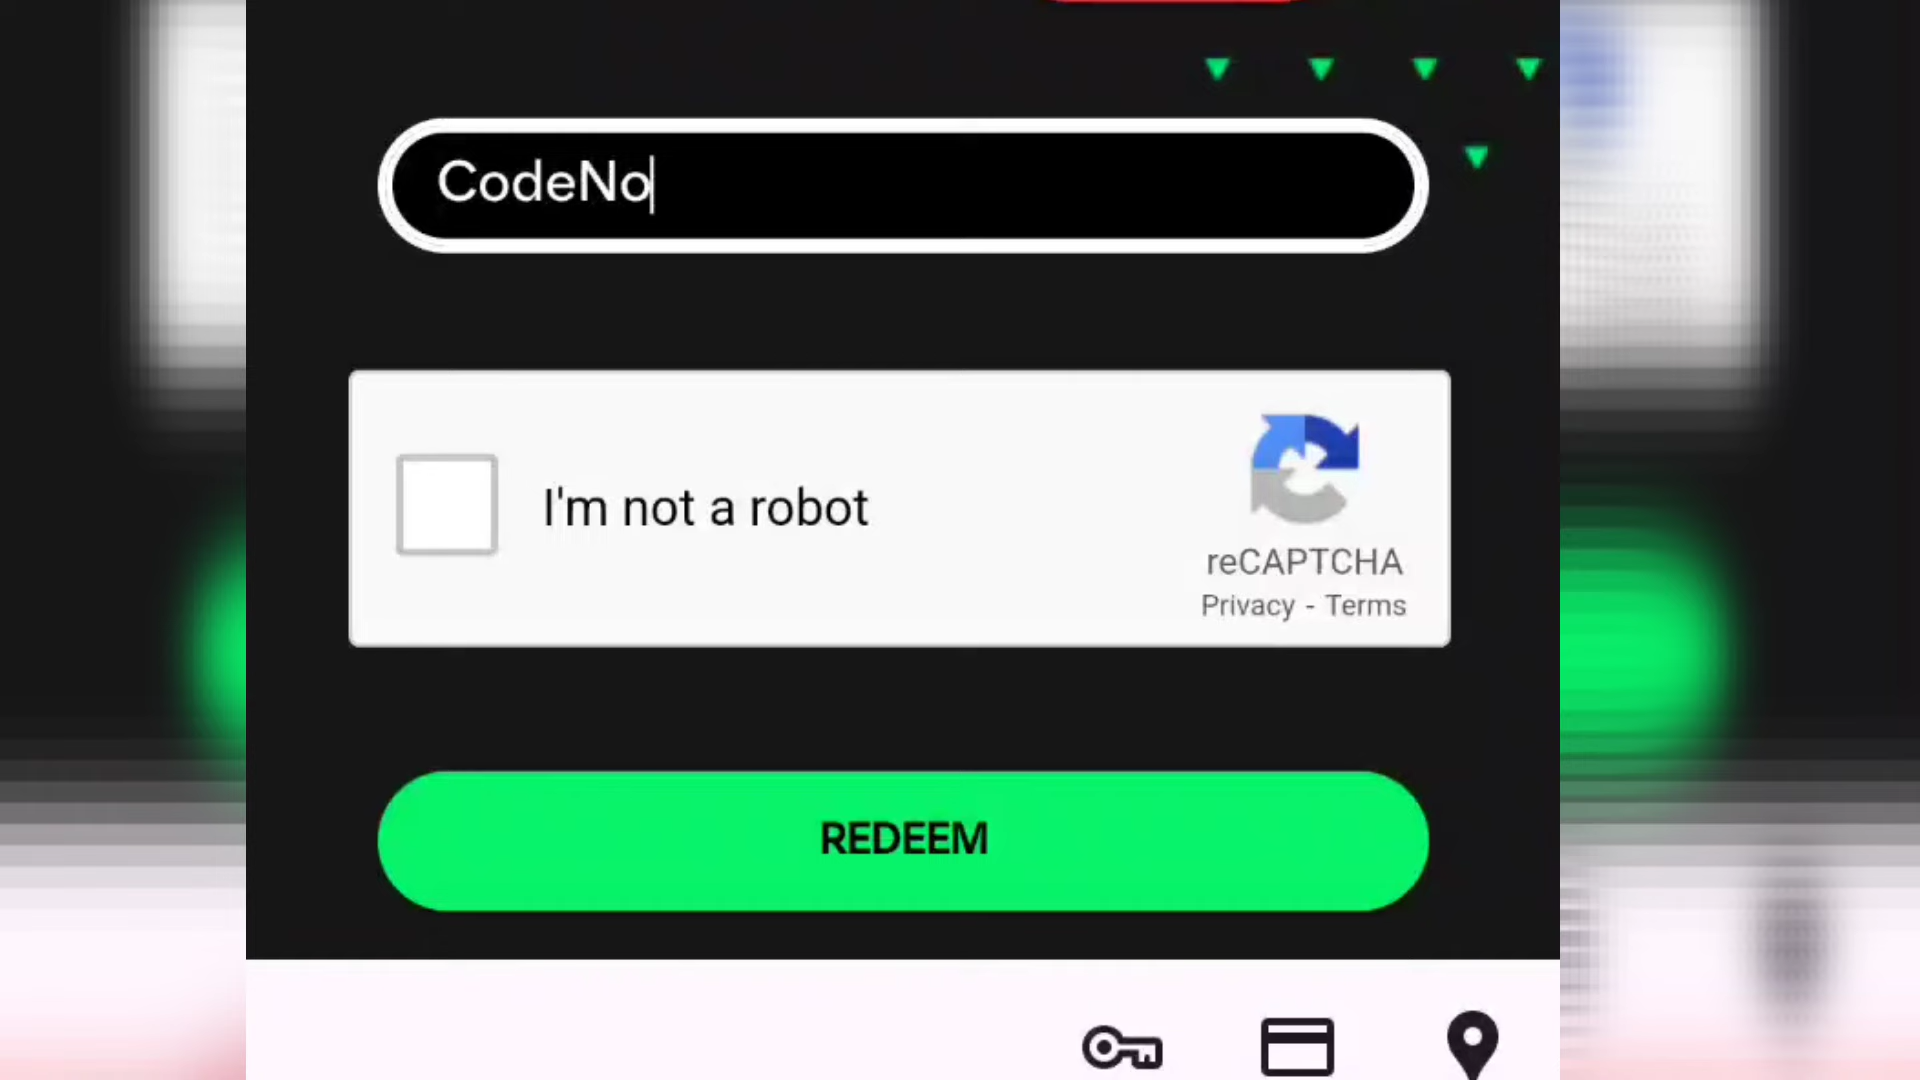 CodeNo
I'm not a robot
reCAPTCHA
Privacy - Terms
REDEEM